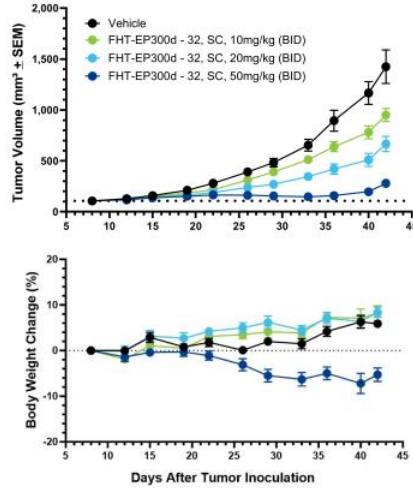 Vehicle
FHT-EP300d - 32, SC, 10mg/kg (BID)
FHT-EP300d - 32, SC, 20mg/kg (BID)
FHT-EP300d - 32, SC, 50mg/kg (BID)
Tumor Volume (mm³ ± SEM)
2,000
1,500
1,000
500
0
5 10 15 20 25 30 35 40 45
Body Weight Change (%)
20
10
0
-10
-20
5 10 15 20 25 30 35 40 45
Days After Tumor Inoculation